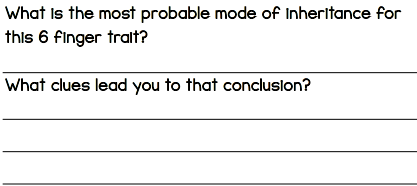 What is the most probable mode of inheritance for
this 6 finger trait?
What clues lead you to that conclusion?